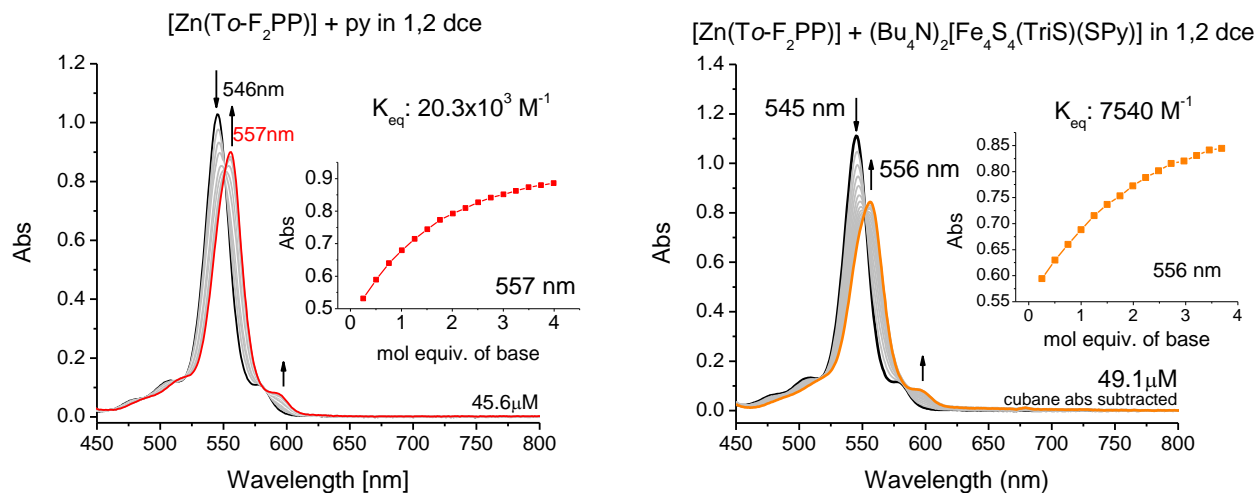 [Zn(To-F₂PP)] + py in 1,2 dce
1.2
1.0
0.8
0.6
0.4
0.2
0.0
Abs
546nm
557nm
Keq: 20.3x10³ M⁻¹
0.9
0.8
0.7
0.6
0.5
Abs
557 nm
0 1 2 3 4
mol equiv. of base
45.6μM
450 500 550 600 650 700 750 800
Wavelength [nm]
[Zn(To-F₂PP)] + (Bu₄N)₂[Fe₄S₄(TriS)(SPy)] in 1,2 dce
1.4
1.2
1.0
0.8
0.6
0.4
0.2
0.0
Abs
545 nm
556 nm
Keq: 7540 M⁻¹
0.85
0.80
0.75
0.70
0.65
0.60
0.55
Abs
556 nm
0 1 2 3 4
mol equiv. of base
49.1μM
cubane abs subtracted
450 500 550 600 650 700 750 800
Wavelength (nm)